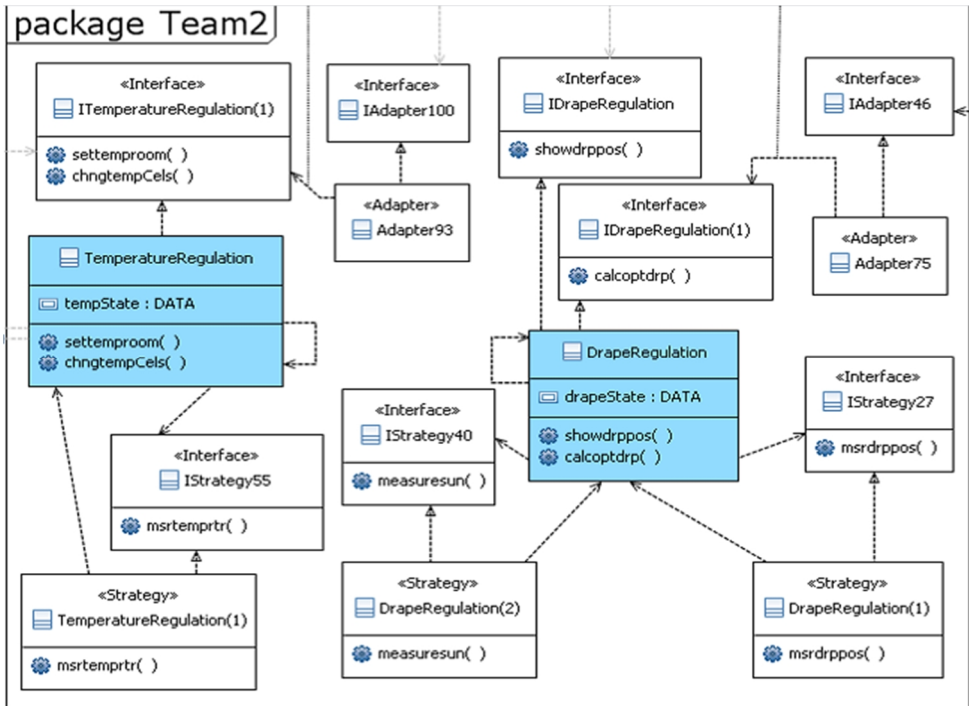 package Team2
«Interface»
ITemperatureRegulation(1)
settemproom( )
chngtempCels( )
«Interface»
IAdapter100
«Interface»
IDrapeRegulation
showdrppos( )
«Interface»
IAdapter46
«Adapter»
Adapter93
«Interface»
IDrapeRegulation(1)
calcoptdrp( )
«Adapter»
Adapter75
TemperatureRegulation
tempState : DATA
settemproom( )
chngtempCels( )
DrapeRegulation
drapeState : DATA
showdrppos( )
calcoptdrp( )
«Interface»
IStrategy27
msrdrppos( )
«Interface»
IStrategy40
measuresun( )
«Interface»
IStrategy55
msrtemprtr( )
«Strategy»
TemperatureRegulation(1)
msrtemprtr( )
«Strategy»
DrapeRegulation(2)
measuresun( )
«Strategy»
DrapeRegulation(1)
msrdrppos( )